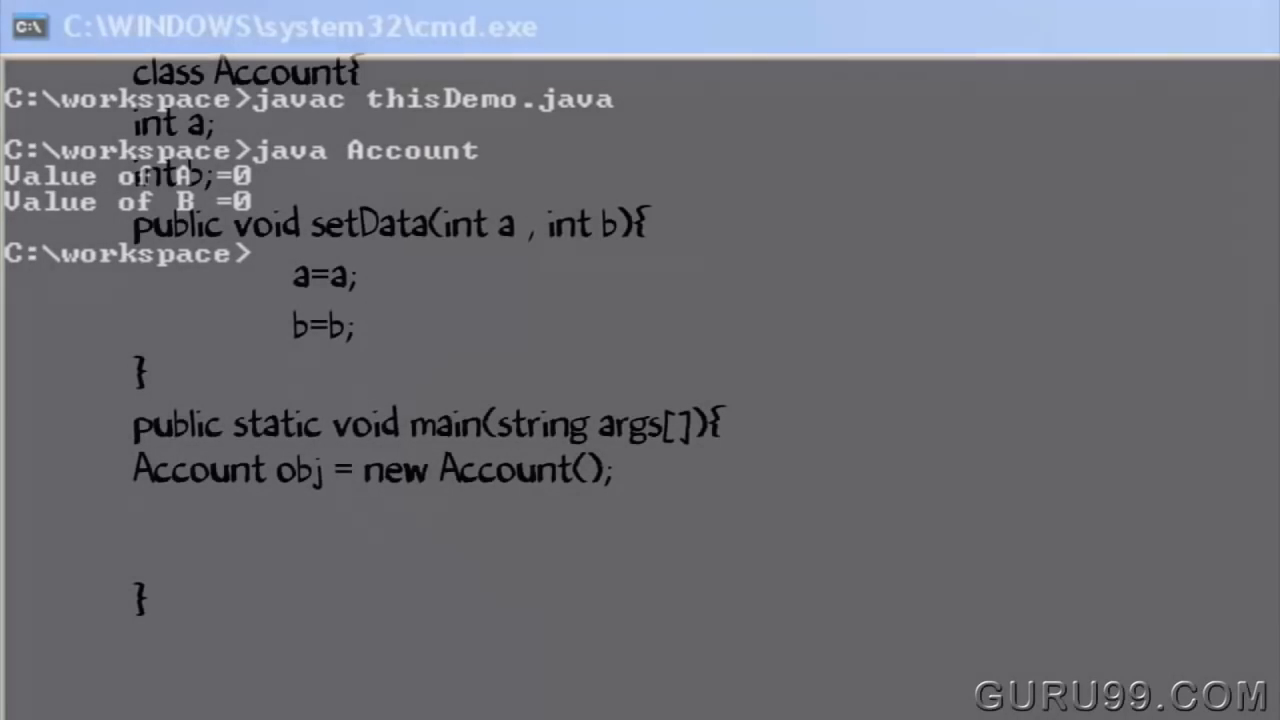 C:\WINDOWS\system32\cmd.exe
class Account{
C:\workspace>javac thisDemo.java
int a;
C:\workspace>java Account
int b;
Value of A =0
Value of B =0
public void setData(int a , int b){
C:\workspace>
a=a;
b=b;
}
public static void main(string args[]){
Account obj = new Account();
}
GURU99.COM